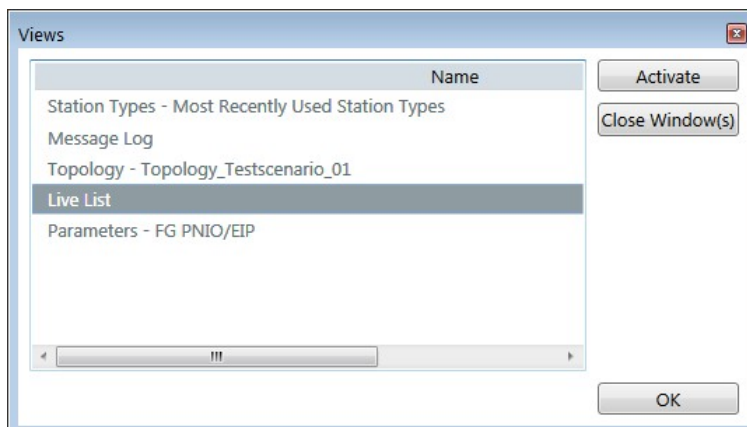 Views
Name
Station Types - Most Recently Used Station Types
Message Log
Topology - Topology_Testscenario_01
Live List
Parameters - FG PNIO/EIP
Activate
Close Window(s)
OK